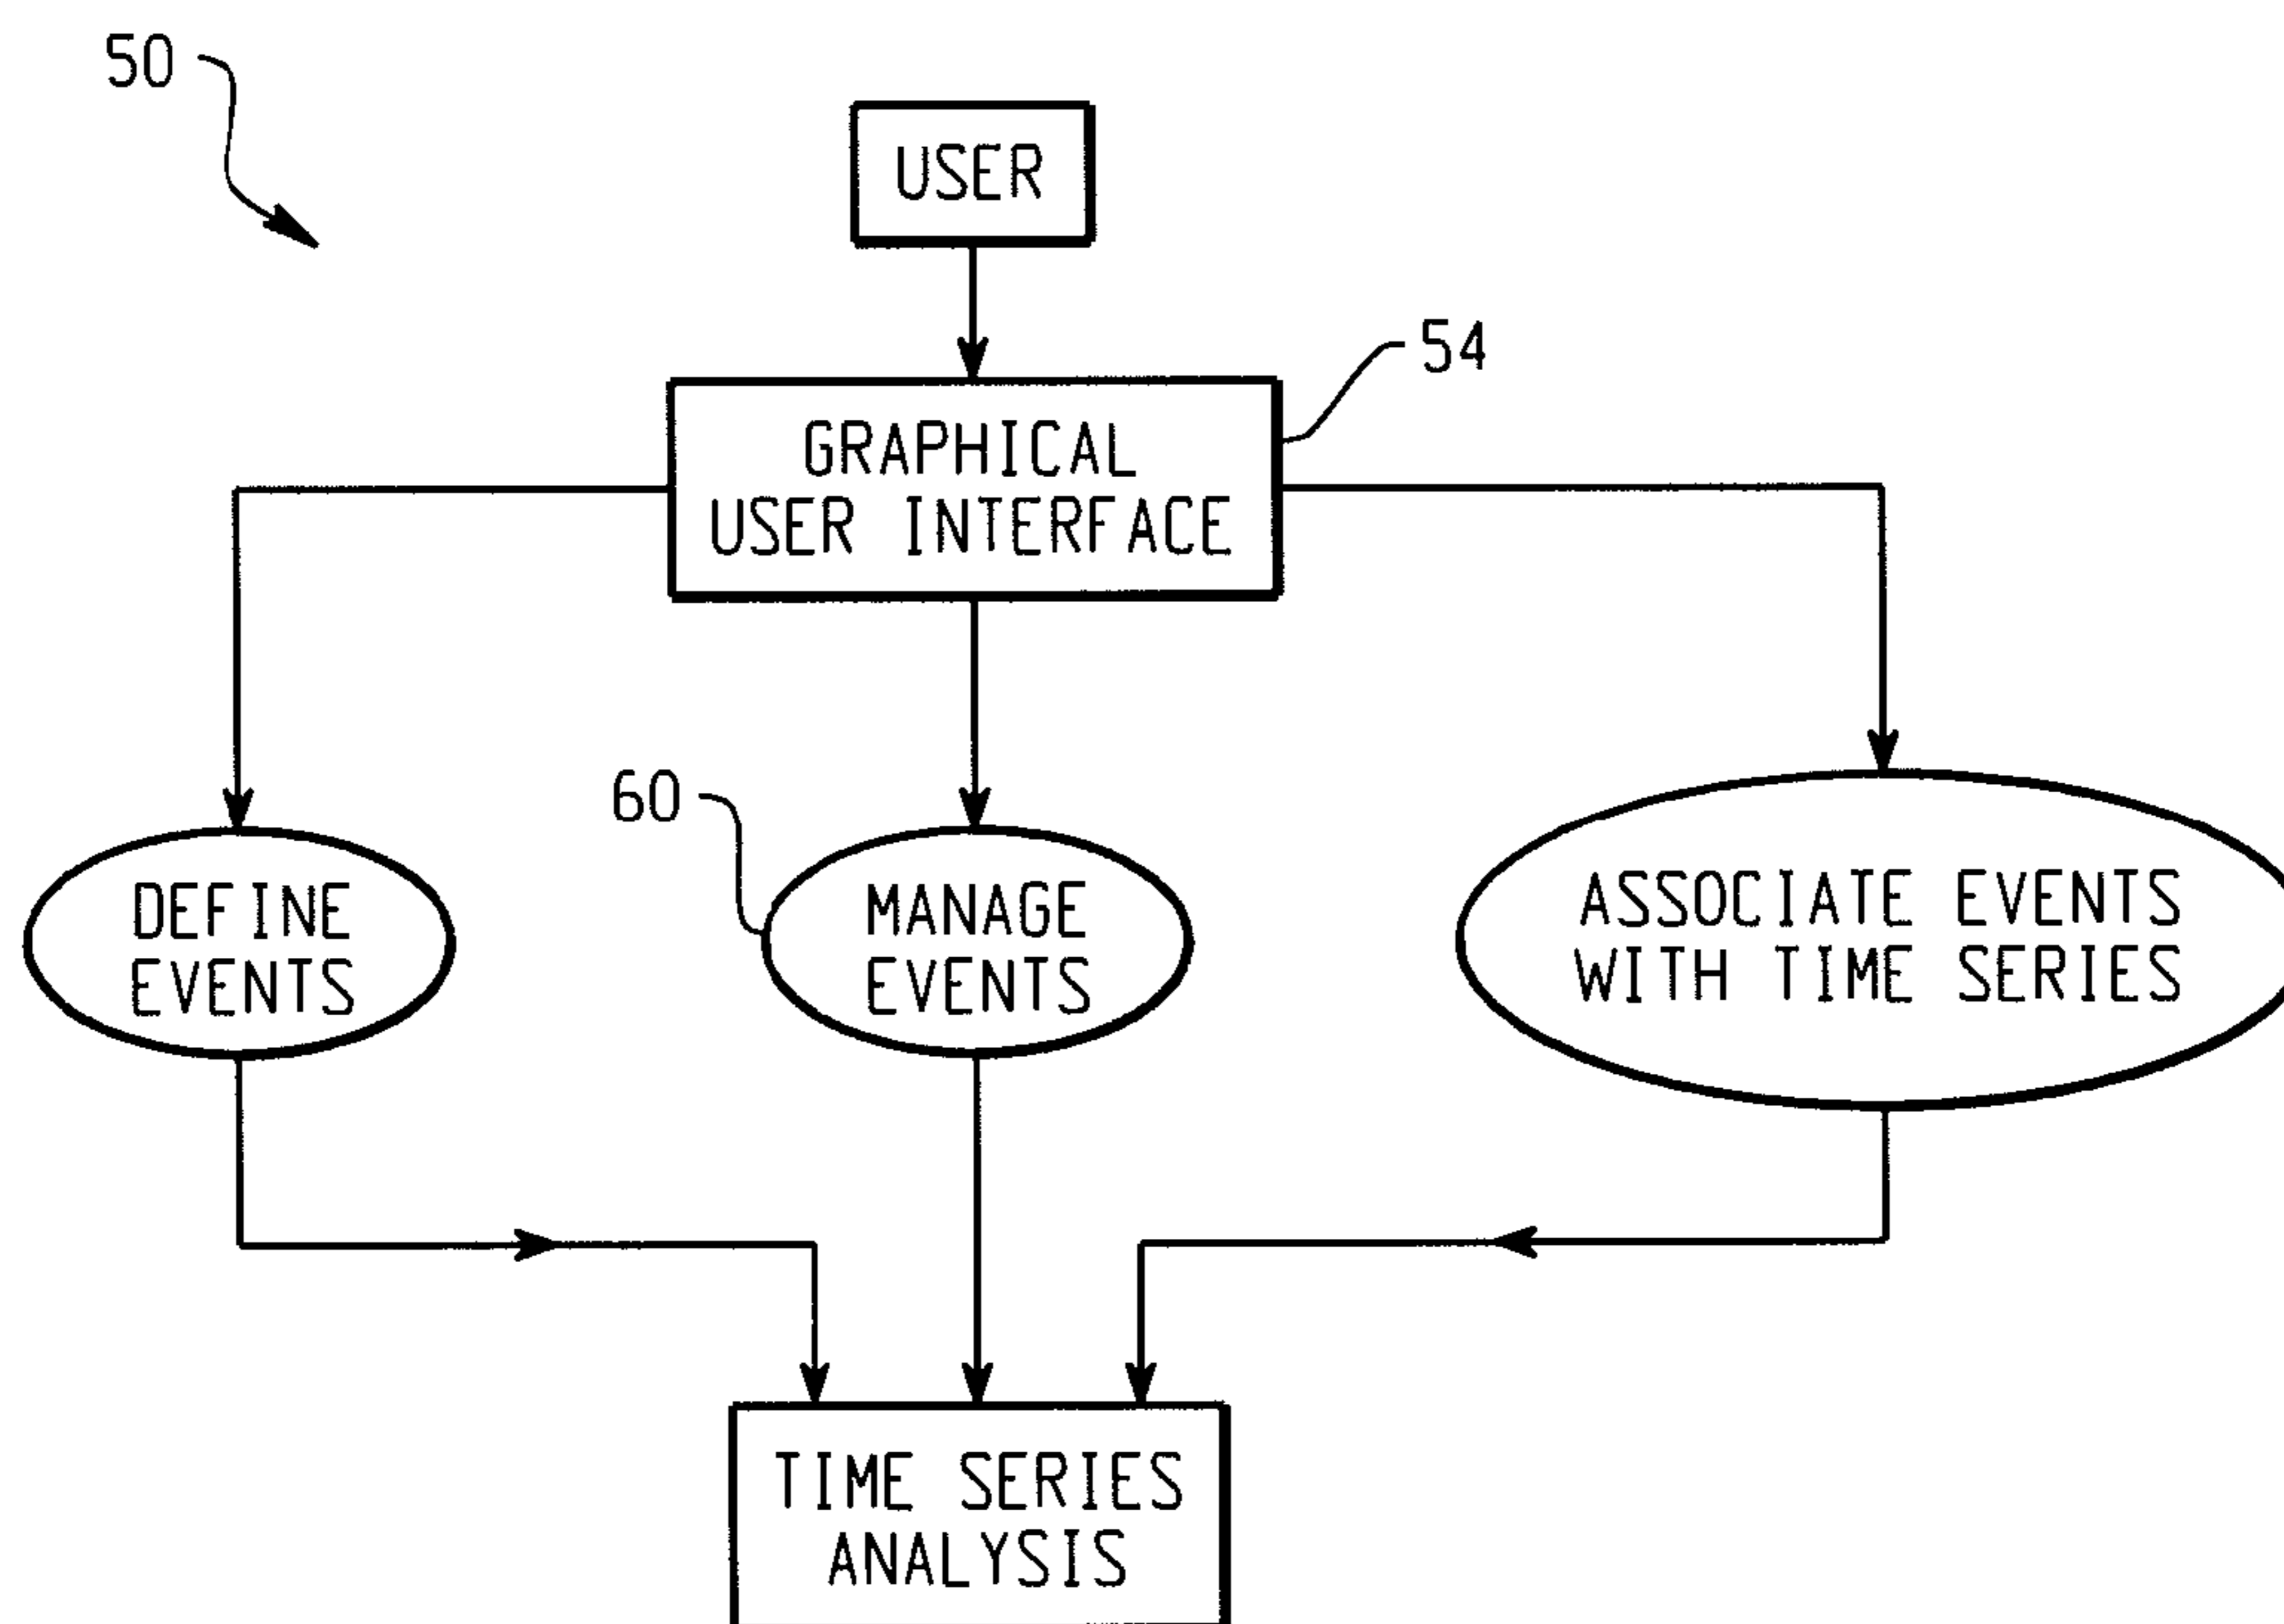 50
USER
54
GRAPHICAL
USER INTERFACE
60
DEFINE
EVENTS
MANAGE
EVENTS
ASSOCIATE EVENTS
WITH TIME SERIES
TIME SERIES
ANALYSIS